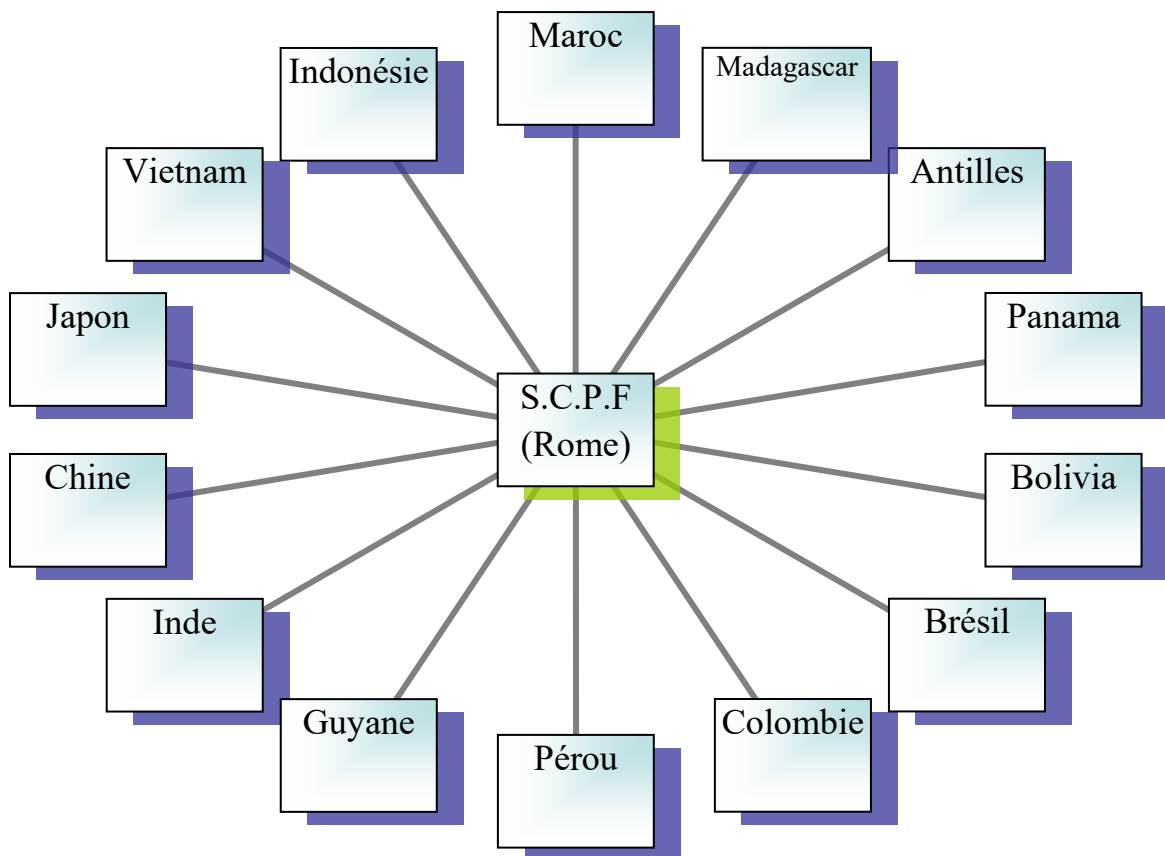 Maroc
Indonésie
Madagascar
Vietnam
Antilles
Japon
Panama
S.C.P.F
(Rome)
Chine
Bolivia
Inde
Brésil
Guyane
Colombie
Pérou